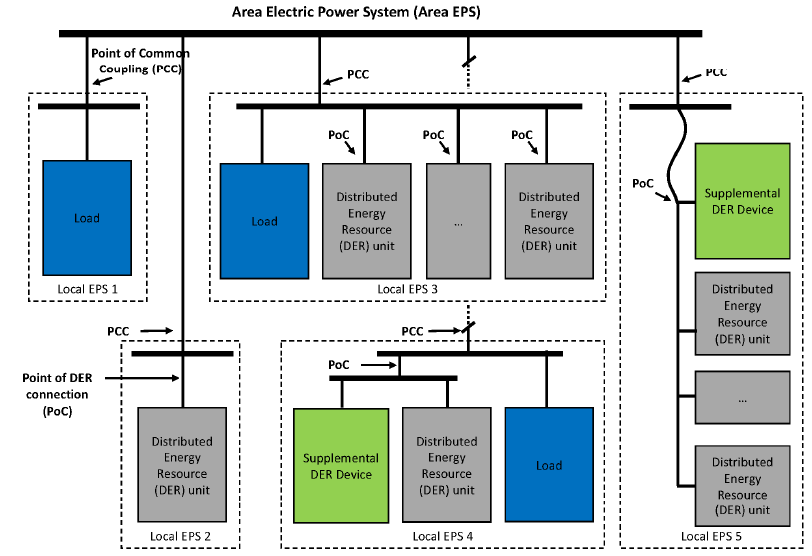 Area Electric Power System (Area EPS)
Point of Common
Coupling (PCC)
PCC
PCC
Load
Local EPS 1
PoC
PoC
PoC
Load
Distributed
Energy
Resource
(DER) unit
...
Distributed
Energy
Resource
(DER) unit
Local EPS 3
PoC
Supplemental
DER Device
Distributed
Energy
Resource
(DER) unit
...
Distributed
Energy
Resource
(DER) unit
Local EPS 5
PCC
Point of DER
connection
(PoC)
Distributed
Energy
Resource
(DER) unit
Local EPS 2
PCC
PoC
Supplemental
DER Device
Distributed
Energy
Resource
(DER) unit
Load
Local EPS 4